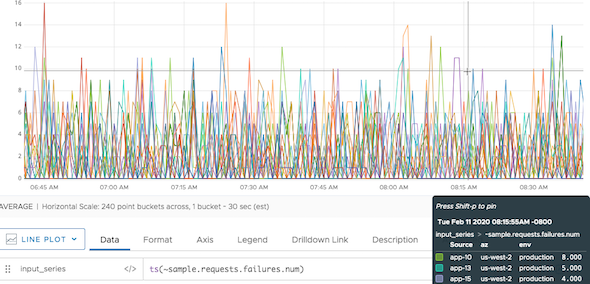 16
14
12
10
8
6
4
2
0
06:45 AM 07:00 AM 07:15 AM 07:30 AM 07:45 AM 08:00 AM 08:15 AM 08:30 AM
AVERAGE | Horizontal Scale: 240 point buckets across, 1 bucket ~ 30 sec (est)
LINE PLOT Data Format Axis Legend Drilldown Link Description
input_series </> ts(~sample.requests.failures.num)
Press Shift-p to pin
Tue Feb 11 2020 08:15:55AM -0800
input_series > ~sample.requests.failures.num
Source az env
app-10 us-west-2 production 8.000
app-13 us-west-2 production 5.000
app-15 us-west-2 production 4.000